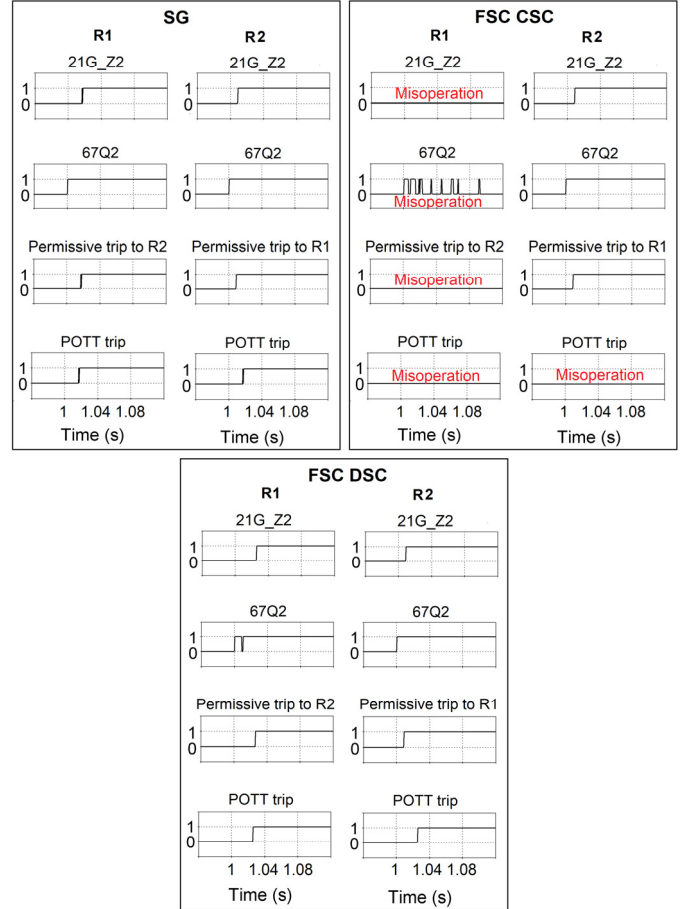 SG
R1 R2
21G_Z2 21G_Z2
1 1
0 0
67Q2 67Q2
1 1
0 0
Permissive trip to R2 Permissive trip to R1
1 1
0 0
POTT trip POTT trip
1 1
0 0
1 1.04 1.08 1 1.04 1.08
Time (s) Time (s)
FSC CSC
R1 R2
21G_Z2 21G_Z2
1 Misoperation 1
0 0
67Q2 67Q2
1 1
0 Misoperation 0
Permissive trip to R2 Permissive trip to R1
1 Misoperation 1
0 0
POTT trip POTT trip
1 Misoperation 1 Misoperation
0 0
1 1.04 1.08 1 1.04 1.08
Time (s) Time (s)
FSC DSC
R1 R2
21G_Z2 21G_Z2
1 1
0 0
67Q2 67Q2
1 1
0 0
Permissive trip to R2 Permissive trip to R1
1 1
0 0
POTT trip POTT trip
1 1
0 0
1 1.04 1.08 1 1.04 1.08
Time (s) Time (s)